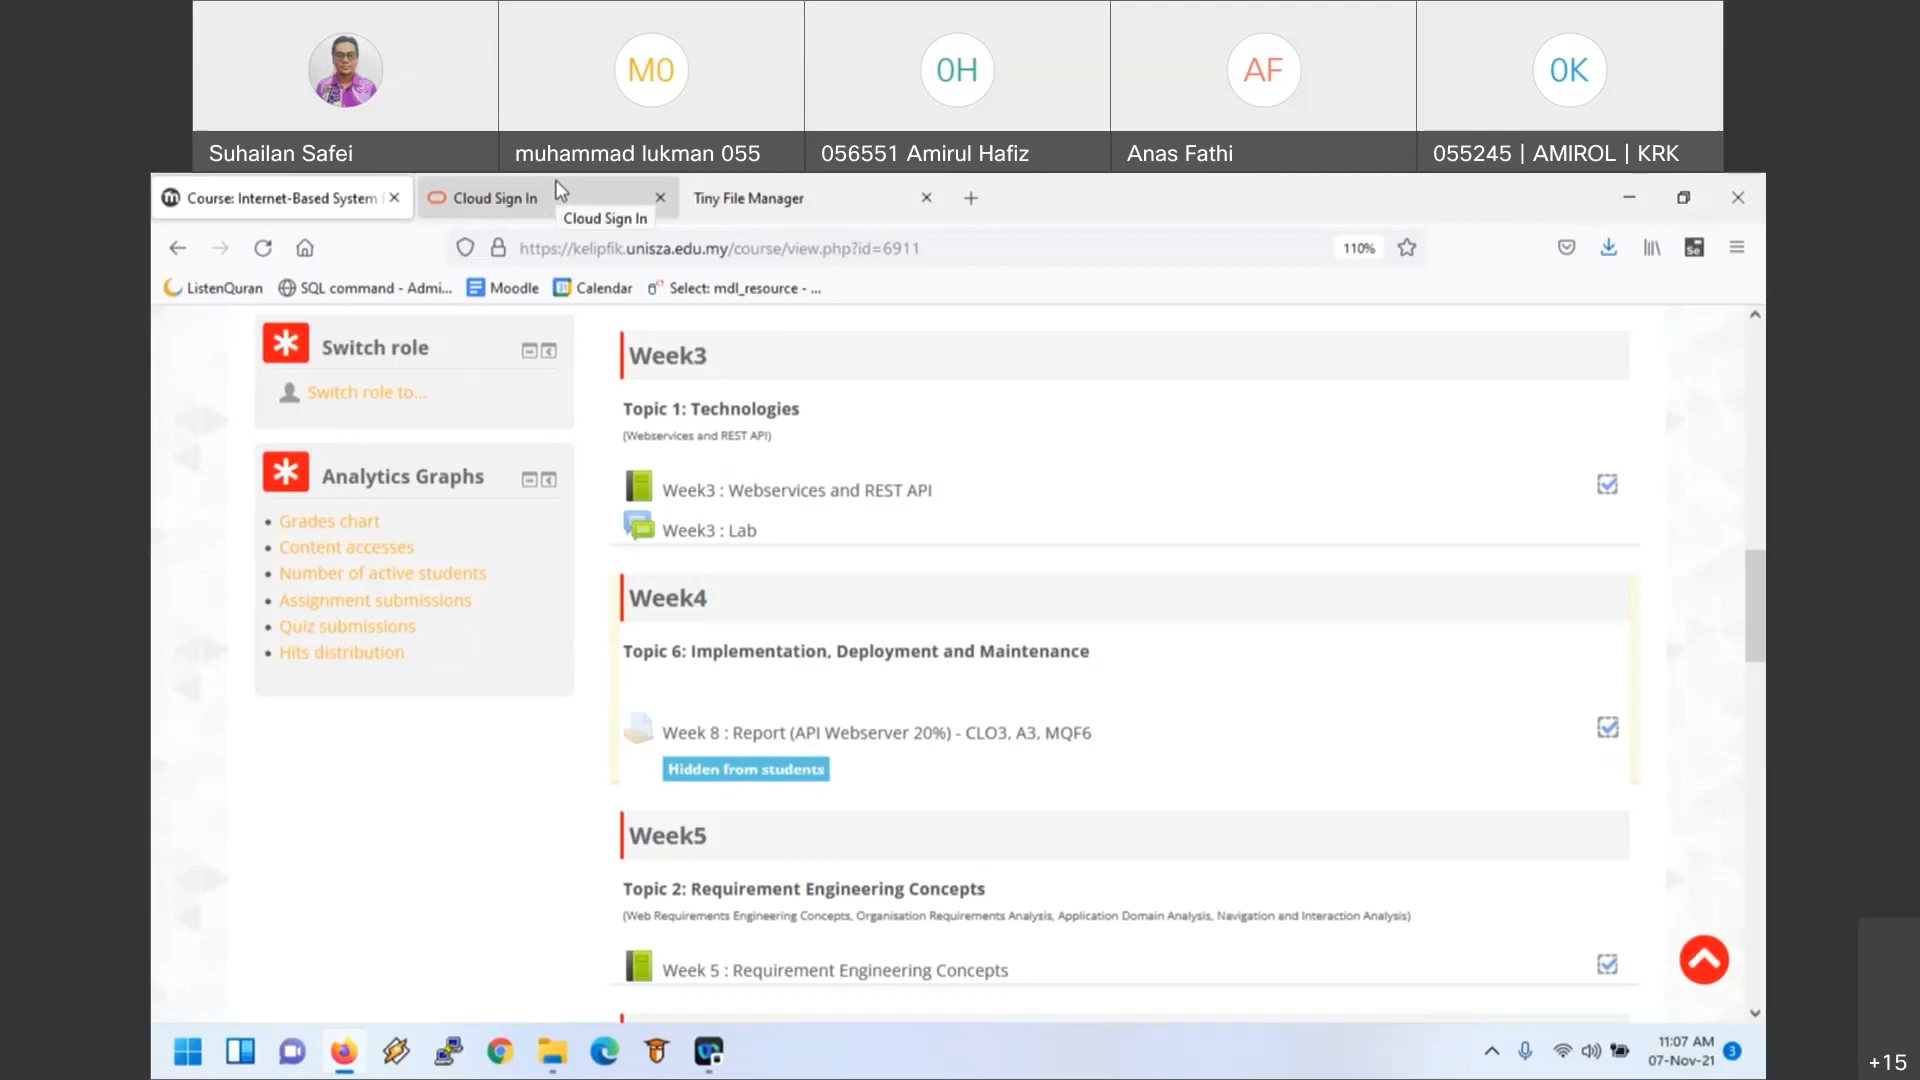 M0
0H
AF
0K
Suhailan Safei
muhammad lukman 055
056551 Amirul Hafiz
Anas Fathi
055245 | AMIROL | KRK
Course: Internet-Based System
Cloud Sign In
Tiny File Manager
Cloud Sign In
https://kelipfik.unisza.edu.my/course/view.php?id=6911
110%
ListenQuran
SQL command - Admi...
Moodle
Calendar
Select: mdl_resource - ...
Switch role
Switch role to...
Analytics Graphs
Grades chart
Content accesses
Number of active students
Assignment submissions
Quiz submissions
Hits distribution
Week3
Topic 1: Technologies
(Webservices and REST API)
Week3 : Webservices and REST API
Week3 : Lab
Week4
Topic 6: Implementation, Deployment and Maintenance
Week 8 : Report (API Webserver 20%) - CLO3, A3, MQF6
Hidden from students
Week5
Topic 2: Requirement Engineering Concepts
(Web Requirements Engineering Concepts, Organisation Requirements Analysis, Application Domain Analysis, Navigation and Interaction Analysis)
Week 5 : Requirement Engineering Concepts
11:07 AM
07-Nov-21
3
+15